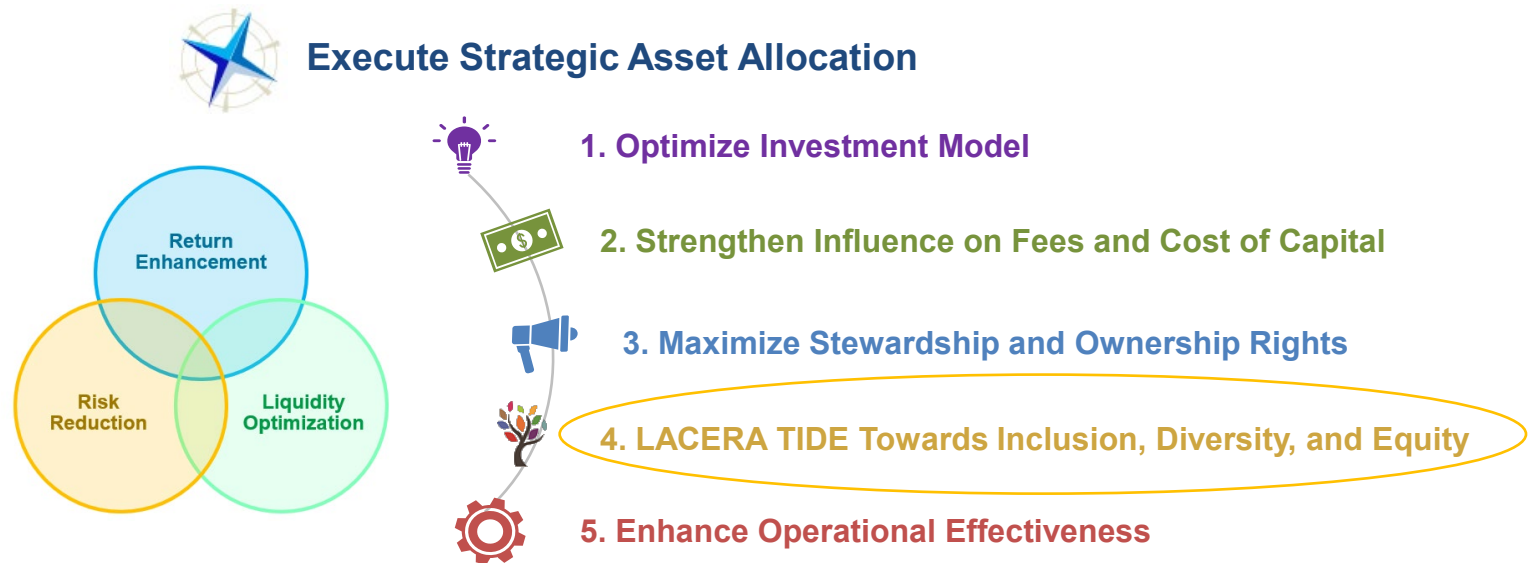 Execute Strategic Asset Allocation
1. Optimize Investment Model
2. Strengthen Influence on Fees and Cost of Capital
3. Maximize Stewardship and Ownership Rights
4. LACERA TIDE Towards Inclusion, Diversity, and Equity
5. Enhance Operational Effectiveness
Return
Enhancement
Risk
Reduction
Liquidity
Optimization
$